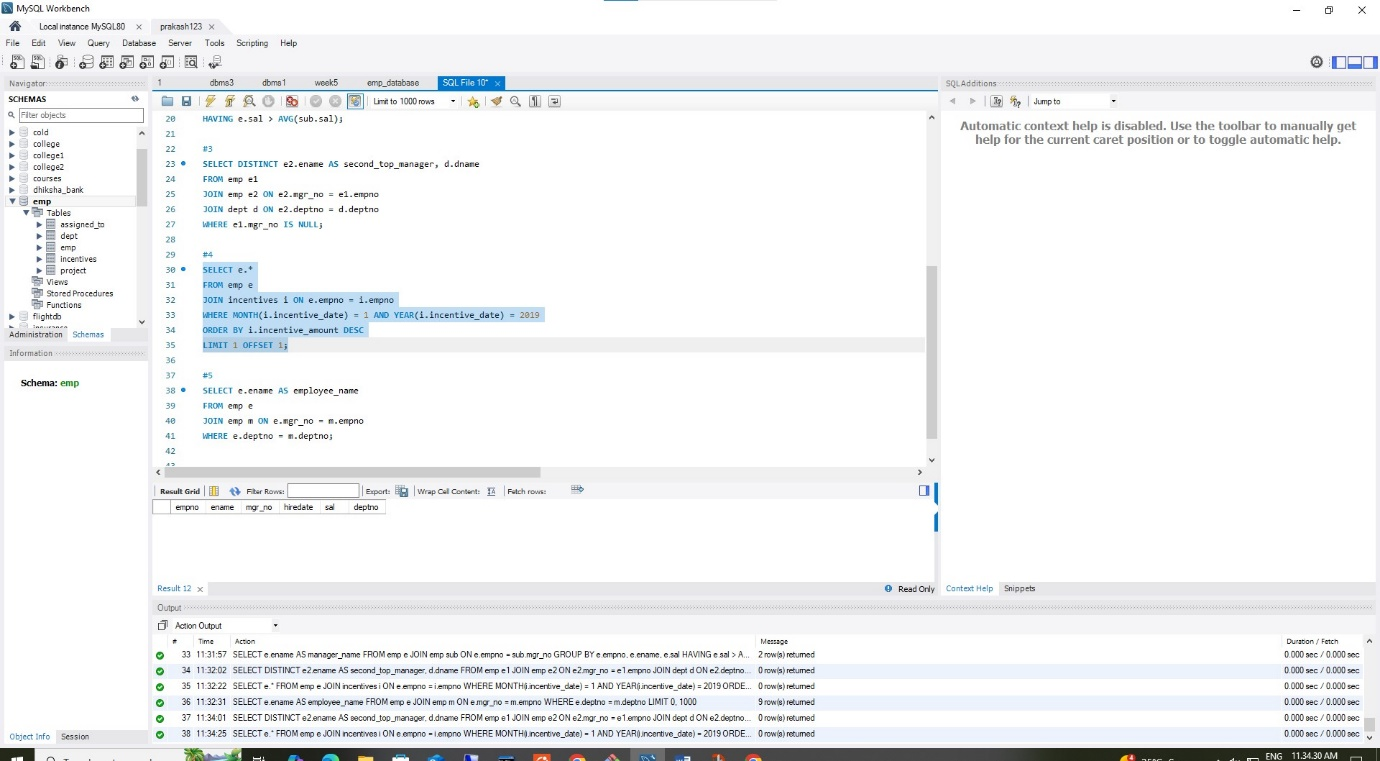 MySQL Workbench
Local instance MySQL80 × prakash123 ×
File Edit View Query Database Server Tools Scripting Help
Navigator
SCHEMAS
Filter objects
cold
college
college1
college2
courses
dhiksha_bank
emp
Tables
assigned_to
dept
emp
incentives
project
Views
Stored Procedures
Functions
flightdb
insurance
Administration Schemas
Information
Schema: emp
Object Info Session
1 dbms3 dbms1 week5 emp_database SQL File 10* ×
Limit to 1000 rows
20 HAVING e.sal > AVG(sub.sal);
21
22 #3
23 SELECT DISTINCT e2.ename AS second_top_manager, d.dname
24 FROM emp e1
25 JOIN emp e2 ON e2.mgr_no = e1.empno
26 JOIN dept d ON e2.deptno = d.deptno
27 WHERE e1.mgr_no IS NULL;
28
29 #4
30 SELECT e.*
31 FROM emp e
32 JOIN incentives i ON e.empno = i.empno
33 WHERE MONTH(i.incentive_date) = 1 AND YEAR(i.incentive_date) = 2019
34 ORDER BY i.incentive_amount DESC
35 LIMIT 1 OFFSET 1;
36
37 #5
38 SELECT e.ename AS employee_name
39 FROM emp e
40 JOIN emp m ON e.mgr_no = m.empno
41 WHERE e.deptno = m.deptno;
42
43
Result Grid Filter Rows: Export: Wrap Cell Content: Fetch rows:
empno ename mgr_no hiredate sal deptno
Result 12 × Read Only
SQLAdditions
Jump to
Automatic context help is disabled. Use the toolbar to manually get
help for the current caret position or to toggle automatic help.
Context Help Snippets
Output
Action Output
# Time Action Message Duration / Fetch
33 11:31:57 SELECT e.ename AS manager_name FROM emp e JOIN emp sub ON e.empno = sub.mgr_no GROUP BY e.empno, e.ename, e.sal HAVING e.sal > A... 2 row(s) returned 0.000 sec / 0.000 sec
34 11:32:02 SELECT DISTINCT e2.ename AS second_top_manager, d.dname FROM emp e1 JOIN emp e2 ON e2.mgr_no = e1.empno JOIN dept d ON e2.deptno... 0 row(s) returned 0.000 sec / 0.000 sec
35 11:32:22 SELECT e.* FROM emp e JOIN incentives i ON e.empno = i.empno WHERE MONTH(i.incentive_date) = 1 AND YEAR(i.incentive_date) = 2019 ORDE... 0 row(s) returned 0.000 sec / 0.000 sec
36 11:32:31 SELECT e.ename AS employee_name FROM emp e JOIN emp m ON e.mgr_no = m.empno WHERE e.deptno = m.deptno LIMIT 0, 1000 9 row(s) returned 0.000 sec / 0.000 sec
37 11:34:01 SELECT DISTINCT e2.ename AS second_top_manager, d.dname FROM emp e1 JOIN emp e2 ON e2.mgr_no = e1.empno JOIN dept d ON e2.deptno... 0 row(s) returned 0.000 sec / 0.000 sec
38 11:34:25 SELECT e.* FROM emp e JOIN incentives i ON e.empno = i.empno WHERE MONTH(i.incentive_date) = 1 AND YEAR(i.incentive_date) = 2019 ORDE... 0 row(s) returned 0.000 sec / 0.000 sec
ENG 11.34.30 AM